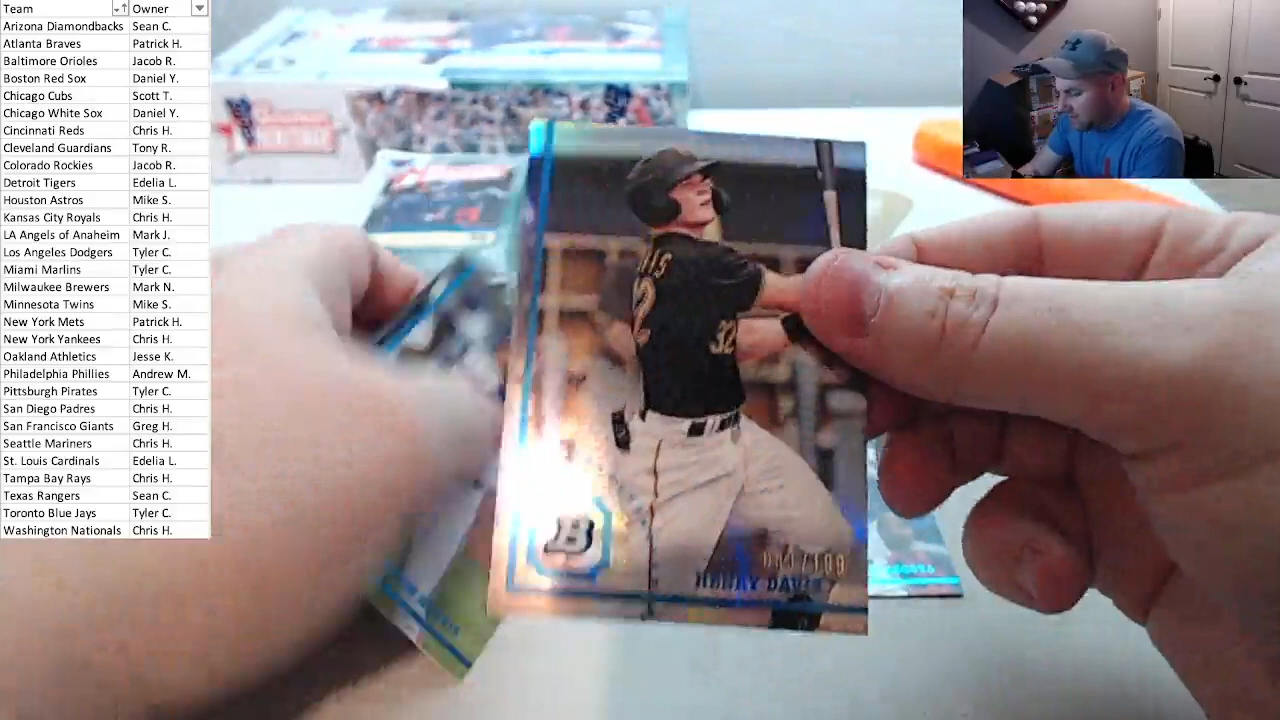 Team Owner
Arizona Diamondbacks Sean C.
Atlanta Braves Patrick H.
Baltimore Orioles Jacob R.
Boston Red Sox Daniel Y.
Chicago Cubs Scott T.
Chicago White Sox Daniel Y.
Cincinnati Reds Chris H.
Cleveland Guardians Tony R.
Colorado Rockies Jacob R.
Detroit Tigers Edelia L.
Houston Astros Mike S.
Kansas City Royals Chris H.
LA Angels of Anaheim Mark J.
Los Angeles Dodgers Tyler C.
Miami Marlins Tyler C.
Milwaukee Brewers Mark N.
Minnesota Twins Mike S.
New York Mets Patrick H.
New York Yankees Chris H.
Oakland Athletics Jesse K.
Philadelphia Phillies Andrew M.
Pittsburgh Pirates Tyler C.
San Diego Padres Chris H.
San Francisco Giants Greg H.
Seattle Mariners Chris H.
St. Louis Cardinals Edelia L.
Tampa Bay Rays Chris H.
Texas Rangers Sean C.
Toronto Blue Jays Tyler C.
Washington Nationals Chris H.
32
B
HENRY DAVIS